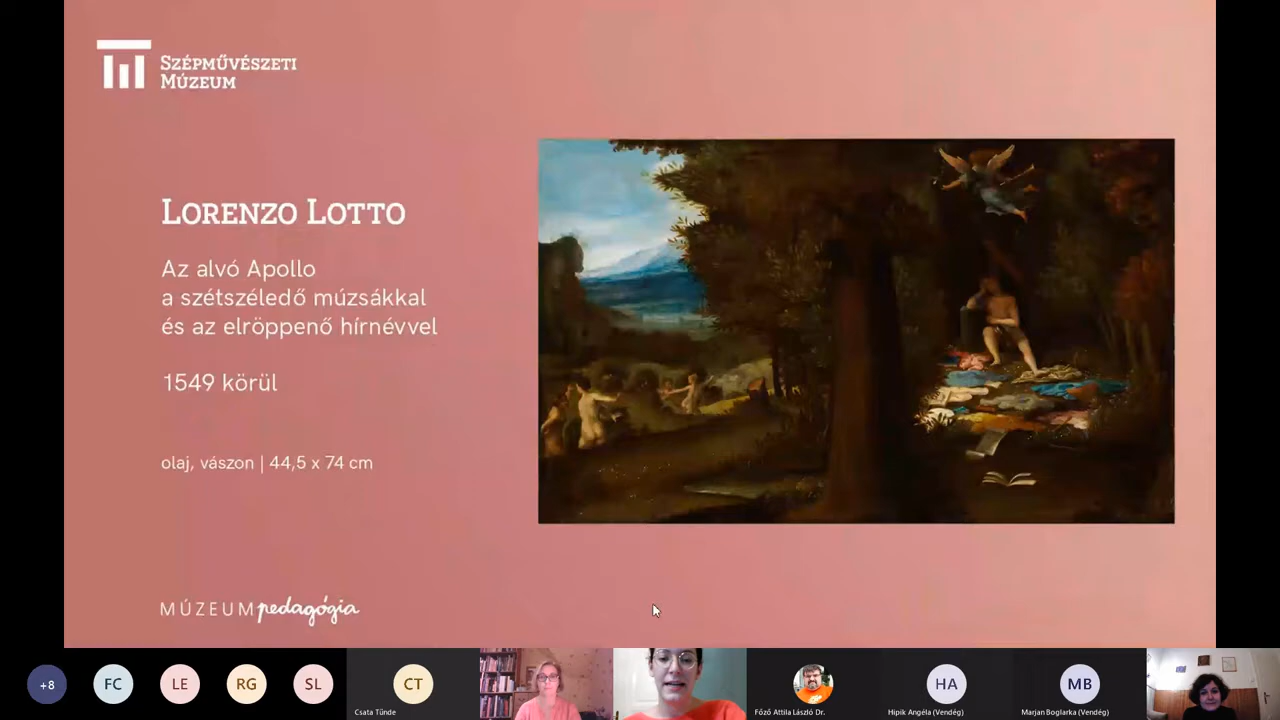 SZÉPMŰVÉSZETI
MÚZEUM
LORENZO LOTTO
Az alvó Apollo
a szétszéledő múzsákkal
és az elröppenő hírnévvel
1549 körül
olaj, vászon | 44,5 x 74 cm
MÚZEUMpedagógia
+8
FC
LE
RG
SL
CT
HA
MB
Csata Tünde
Főző Attila László Dr.
Hipik Angéla (Vendég)
Marjan Boglarka (Vendég)